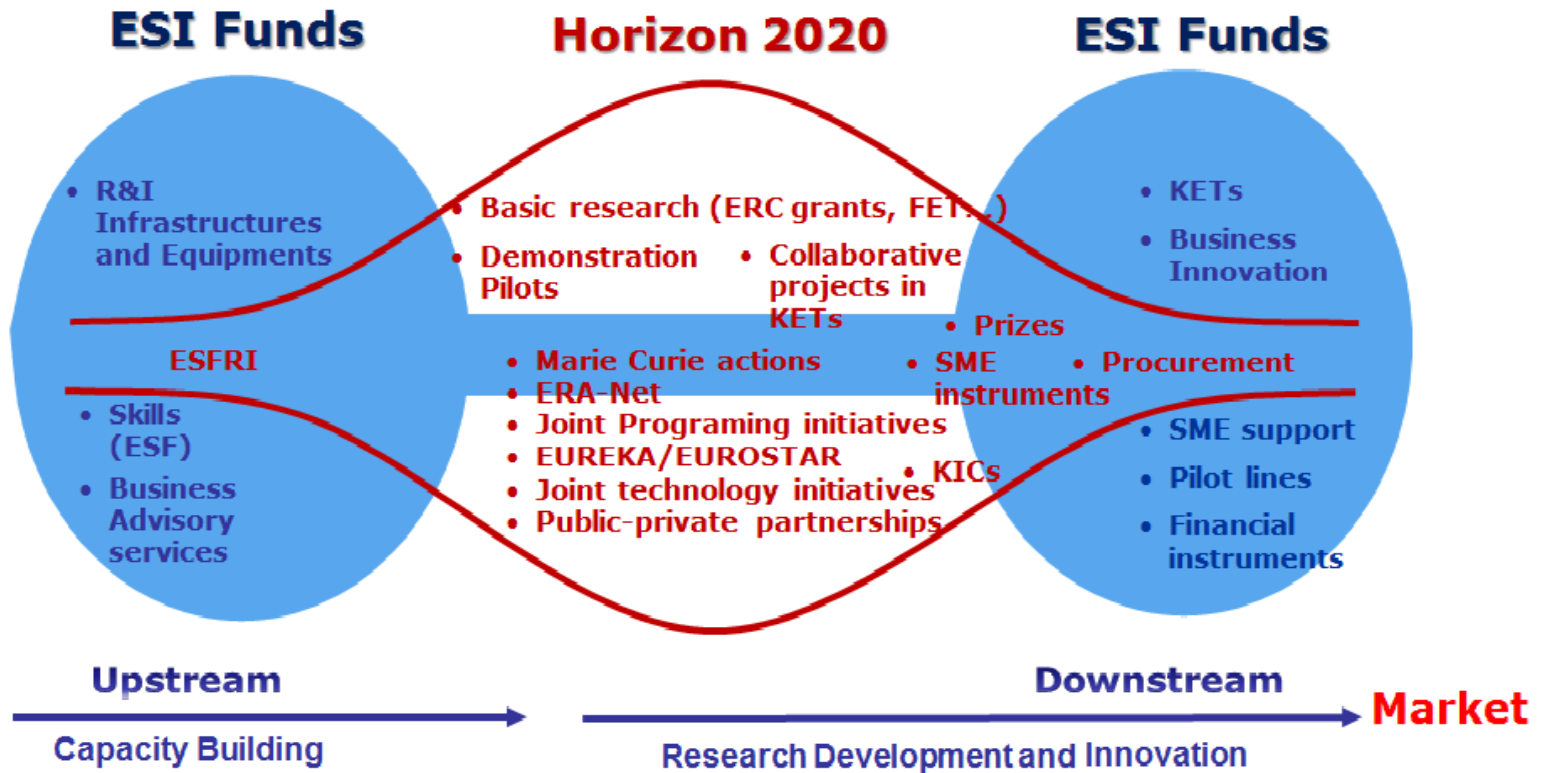 ESI Funds
Horizon 2020
ESI Funds
• R&I
Infrastructures
and Equipments
ESFRI
• Skills
(ESF)
• Business
Advisory
services
• Basic research (ERC grants, FET...)
• Demonstration
Pilots
• Collaborative
projects in
KETs
• Prizes
• Marie Curie actions
• ERA-Net
• Joint Programing initiatives
• EUREKA/EUROSTAR
• Joint technology initiatives
• Public-private partnerships
• SME
instruments
• Procurement
• KICs
• KETs
• Business
Innovation
• SME support
• Pilot lines
• Financial
instruments
Upstream
Downstream
Market
Capacity Building
Research Development and Innovation